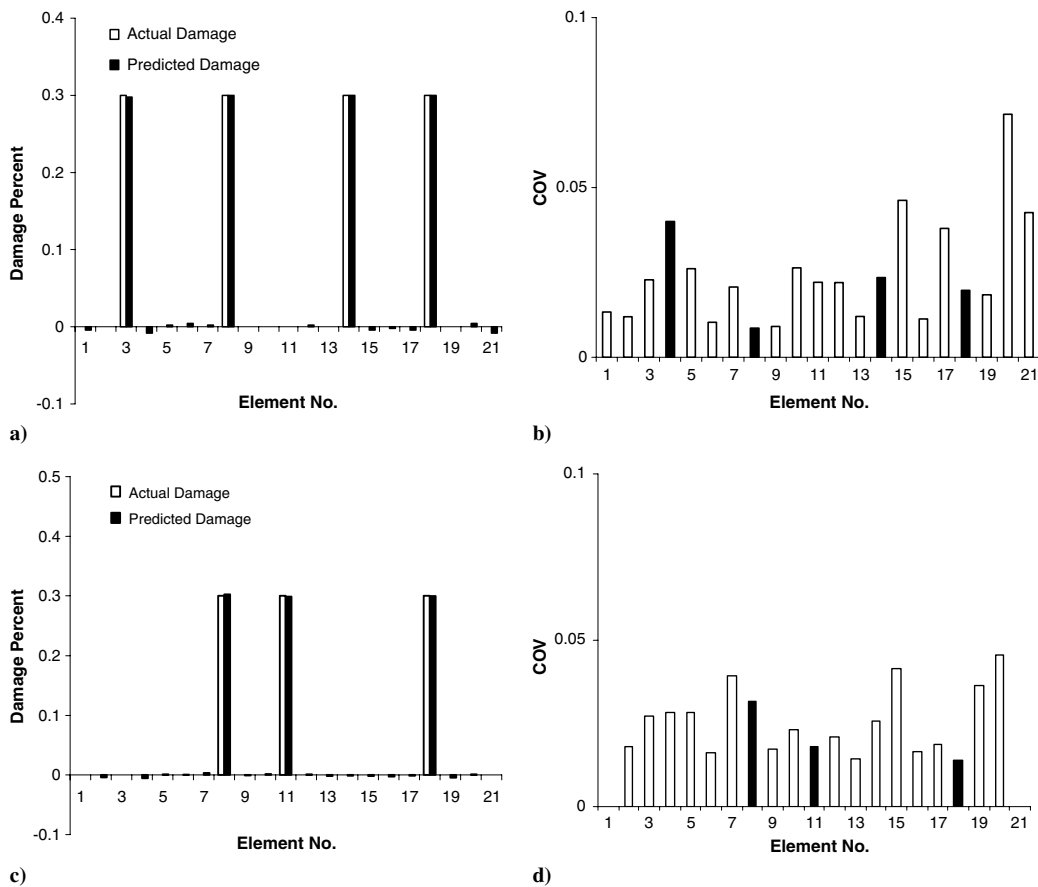 0.4
0.3
0.2
0.1
0
-0.1
Damage Percent
Actual Damage
Predicted Damage
1 3 5 7 9 11 13 15 17 19 21
Element No.
a)
0.1
0.05
0
COV
1 3 5 7 9 11 13 15 17 19 21
Element No.
b)
0.5
0.4
0.3
0.2
0.1
0
-0.1
Damage Percent
Actual Damage
Predicted Damage
1 3 5 7 9 11 13 15 17 19 21
Element No.
c)
0.1
0.05
0
COV
1 3 5 7 9 11 13 15 17 19 21
Element No.
d)